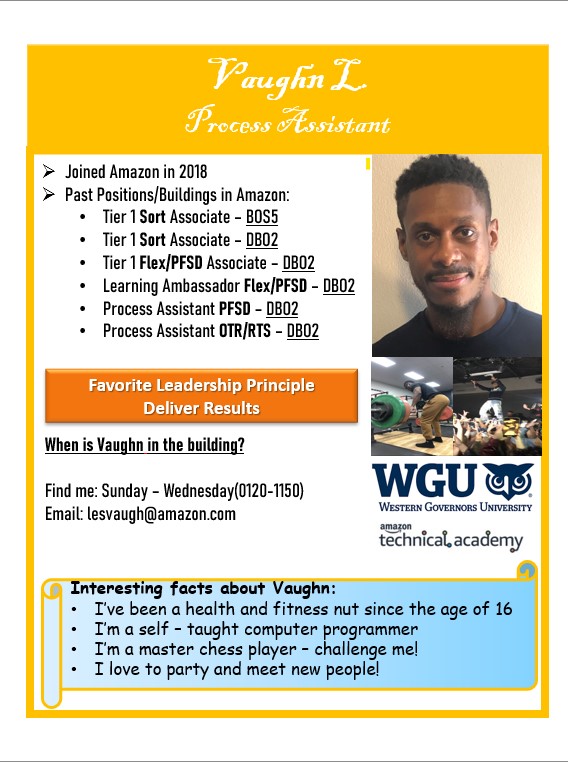 Vaughn L.
Process Assistant
Joined Amazon in 2018
Past Positions/Buildings in Amazon:
Tier 1 Sort Associate – BOS5
Tier 1 Sort Associate – DBO2
Tier 1 Flex/PFSD Associate – DBO2
Learning Ambassador Flex/PFSD – DBO2
Process Assistant PFSD – DBO2
Process Assistant OTR/RTS – DBO2
Favorite Leadership Principle
Deliver Results
When is Vaughn in the building?
Find me: Sunday – Wednesday(0120-1150)
Email: lesvaugh@amazon.com
WGU
WESTERN GOVERNORS UNIVERSITY
amazon
technical academy
Interesting facts about Vaughn:
I've been a health and fitness nut since the age of 16
I'm a self – taught computer programmer
I'm a master chess player – challenge me!
I love to party and meet new people!